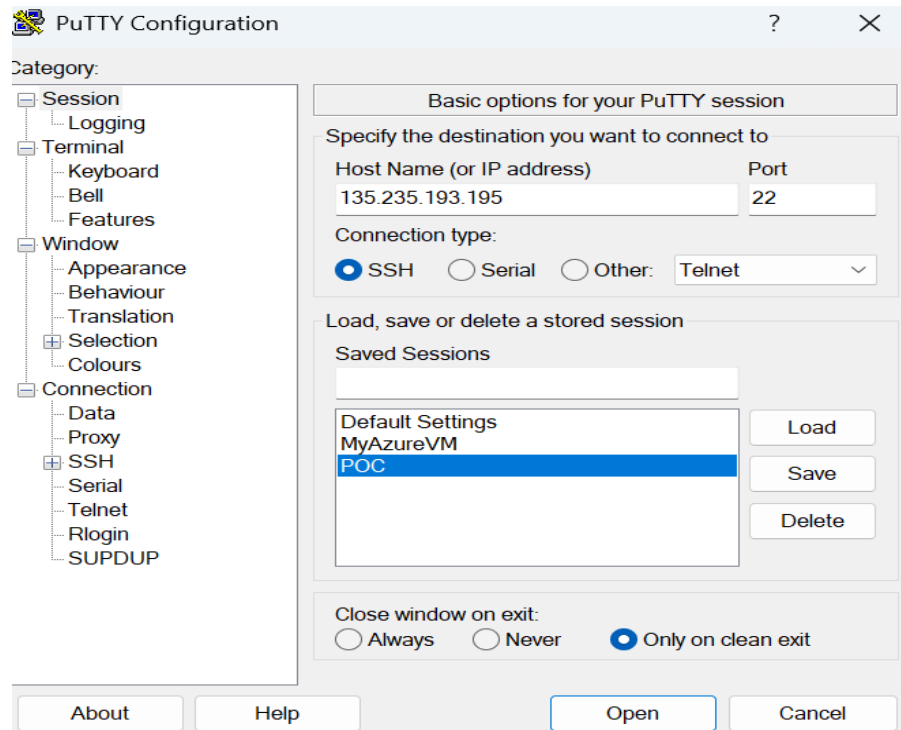 PuTTY Configuration ?
Category:
Session
Logging
Terminal
Keyboard
Bell
Features
Window
Appearance
Behaviour
Translation
Selection
Colours
Connection
Data
Proxy
SSH
Serial
Telnet
Rlogin
SUPDUP
Basic options for your PuTTY session
Specify the destination you want to connect to
Host Name (or IP address) Port
135.235.193.195 22
Connection type:
SSH Serial Other: Telnet
Load, save or delete a stored session
Saved Sessions
Default Settings
MyAzureVM
POC
Load
Save
Delete
Close window on exit:
Always Never Only on clean exit
About Help Open Cancel